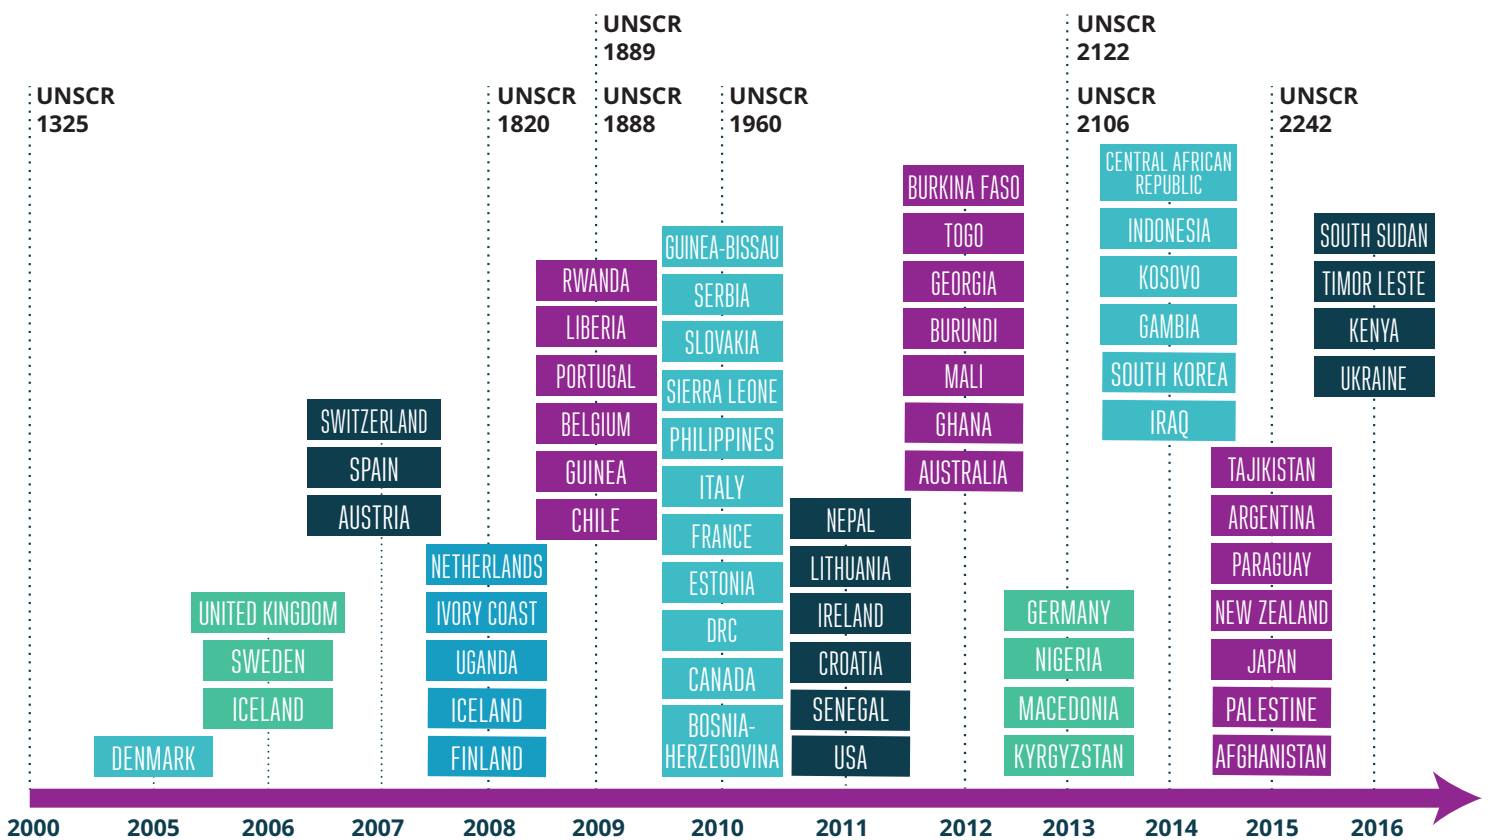 UNSCR
1325
UNSCR
1820
UNSCR
1889
UNSCR
1888
UNSCR
1960
UNSCR
2122
UNSCR
2106
UNSCR
2242
DENMARK
UNITED KINGDOM
SWEDEN
ICELAND
SWITZERLAND
SPAIN
AUSTRIA
NETHERLANDS
IVORY COAST
UGANDA
ICELAND
FINLAND
RWANDA
LIBERIA
PORTUGAL
BELGIUM
GUINEA
CHILE
GUINEA-BISSAU
SERBIA
SLOVAKIA
SIERRA LEONE
PHILIPPINES
ITALY
FRANCE
ESTONIA
DRC
CANADA
BOSNIA-
HERZEGOVINA
NEPAL
LITHUANIA
IRELAND
CROATIA
SENEGAL
USA
BURKINA FASO
TOGO
GEORGIA
BURUNDI
MALI
GHANA
AUSTRALIA
GERMANY
NIGERIA
MACEDONIA
KYRGYZSTAN
CENTRAL AFRICAN
REPUBLIC
INDONESIA
KOSOVO
GAMBIA
SOUTH KOREA
IRAQ
TAJIKISTAN
ARGENTINA
PARAGUAY
NEW ZEALAND
JAPAN
PALESTINE
AFGHANISTAN
SOUTH SUDAN
TIMOR LESTE
KENYA
UKRAINE
2000
2005
2006
2007
2008
2009
2010
2011
2012
2013
2014
2015
2016